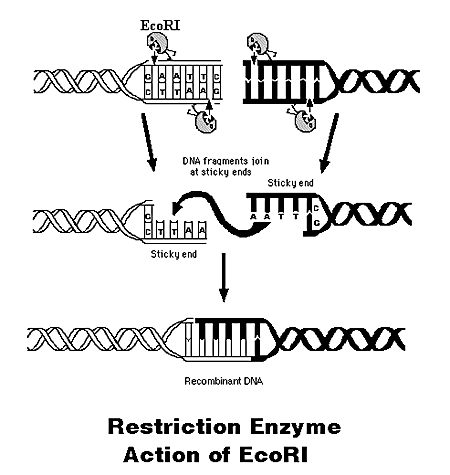 EcoRI
G A A T T C
C T T A A G
DNA fragments join
at sticky ends
Sticky end
G
A A T T C
C T T A A
G
Sticky end
Recombinant DNA
Restriction Enzyme
Action of EcoRI